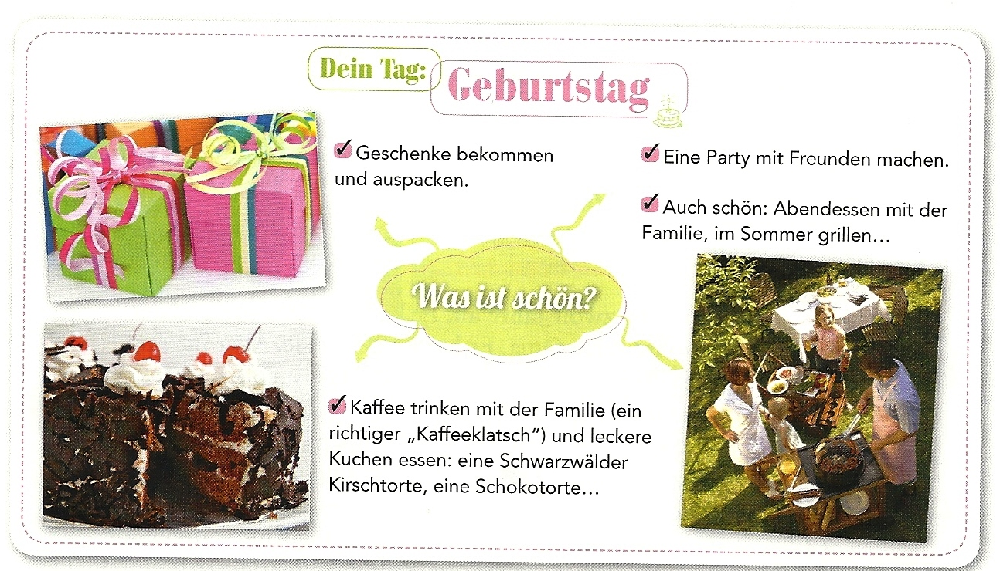 Dein Tag:
Geburtstag
✓ Geschenke bekommen
und auspacken.
✓ Eine Party mit Freunden machen.
✓ Auch schön: Abendessen mit der
Familie, im Sommer grillen…
Was ist schön?
✓ Kaffee trinken mit der Familie (ein
richtiger „Kaffeeklatsch“) und leckere
Kuchen essen: eine Schwarzwälder
Kirschtorte, eine Schokotorte…